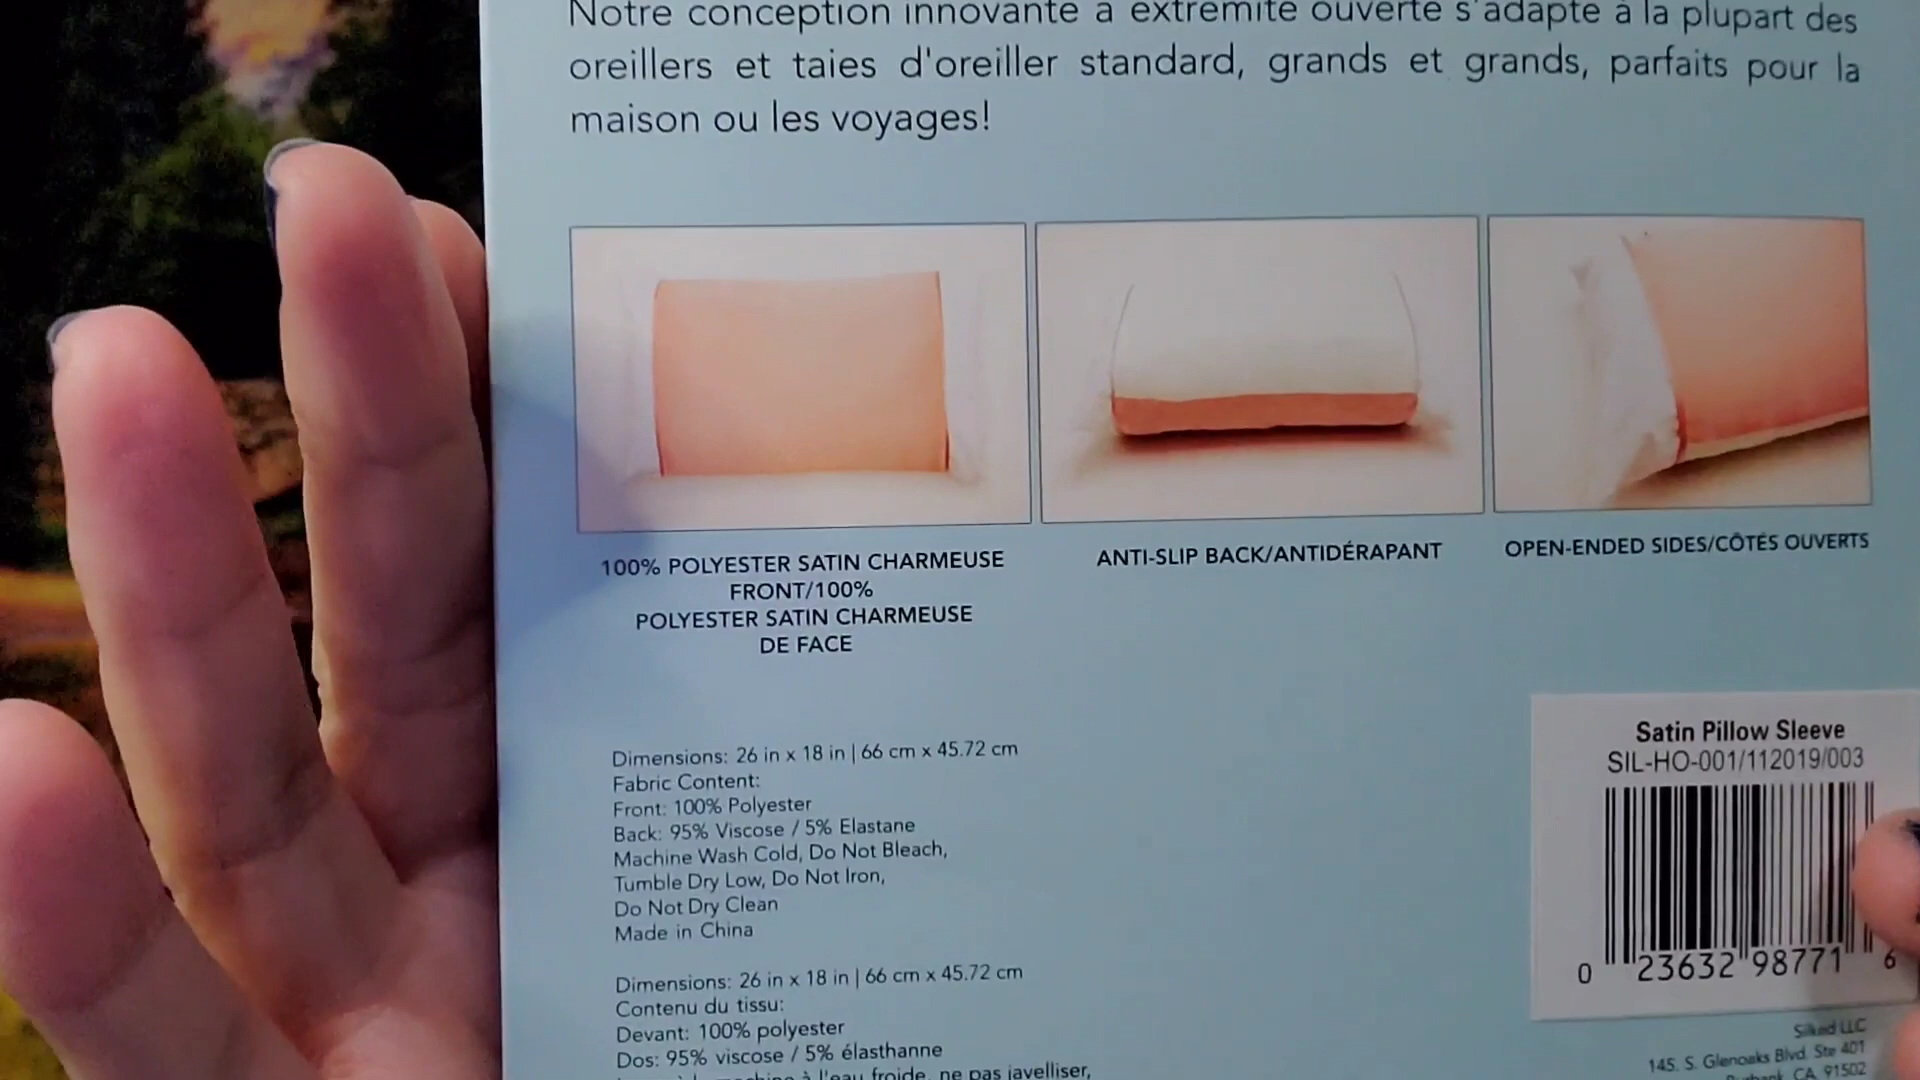 Notre conception innovante à extrémité ouverte s'adapte à la plupart des
oreillers et taies d'oreiller standard, grands et grands, parfaits pour la
maison ou les voyages!
100% POLYESTER SATIN CHARMEUSE
FRONT/100%
POLYESTER SATIN CHARMEUSE
DE FACE
ANTI-SLIP BACK/ANTIDÉRAPANT
OPEN-ENDED SIDES/CÔTÉS OUVERTS
Dimensions: 26 in x 18 in | 66 cm x 45.72 cm
Fabric Content:
Front: 100% Polyester
Back: 95% Viscose / 5% Elastane
Machine Wash Cold, Do Not Bleach,
Tumble Dry Low, Do Not Iron,
Do Not Dry Clean
Made in China
Dimensions: 26 in x 18 in | 66 cm x 45.72 cm
Contenu du tissu:
Devant: 100% polyester
Dos: 95% viscose / 5% élasthanne
à l'eau froide, ne pas javelliser,
Satin Pillow Sleeve
SIL-HO-001/112019/003
0 23632 98771 6
Silked LLC
145. S. Glenoaks Blvd. Ste 401
CA 91502